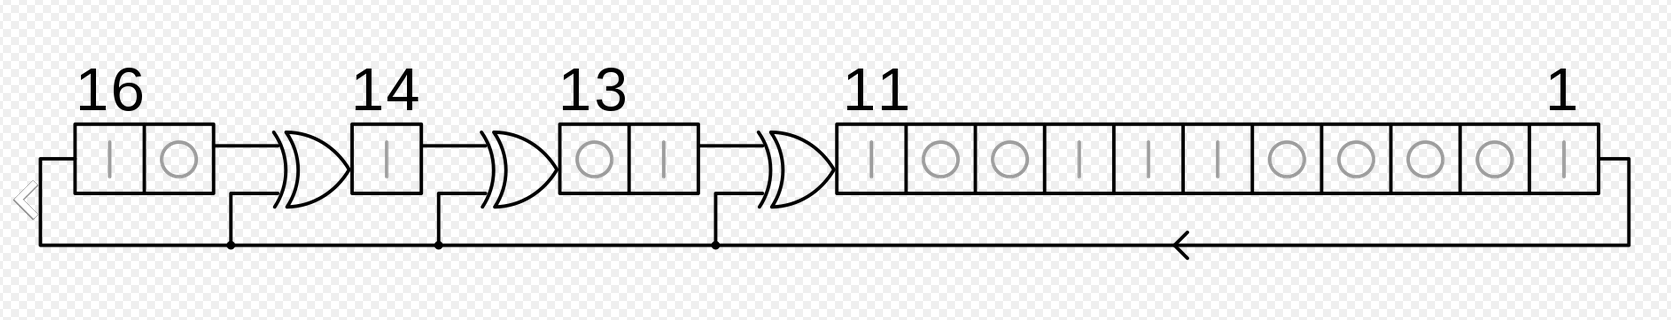 16 14 13 11 1
I O I O I I O O I I I O O O O I